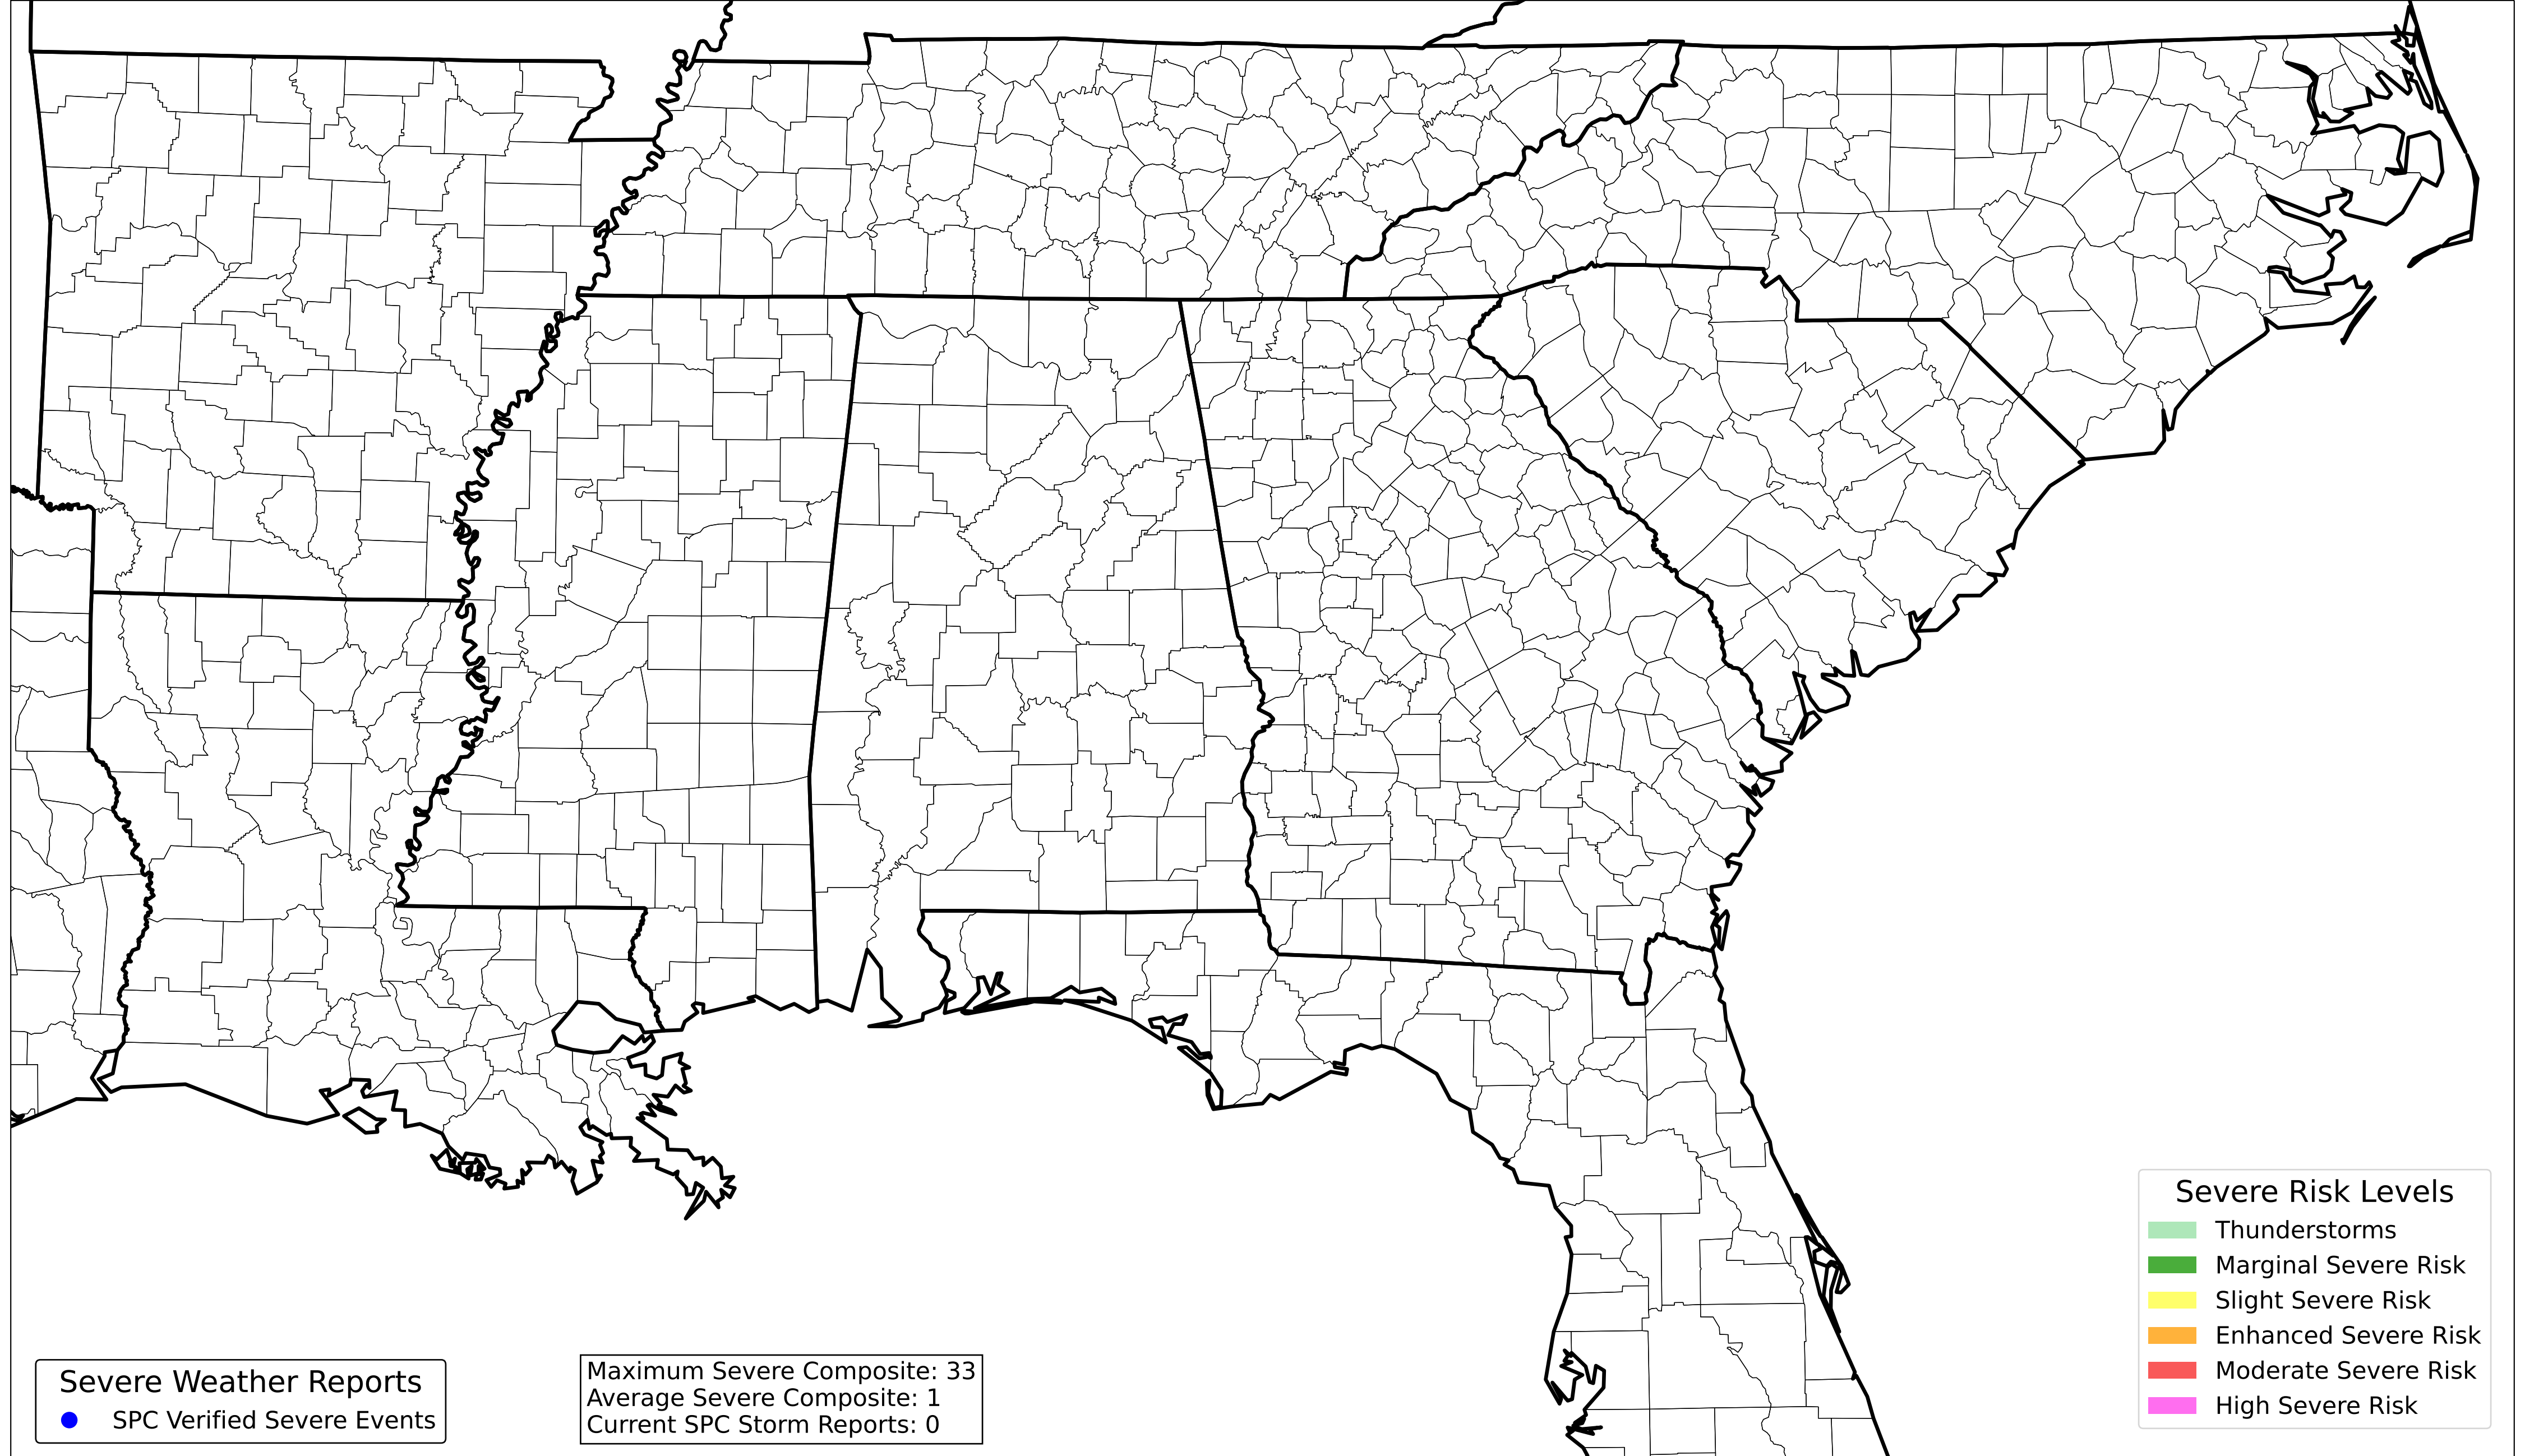 Severe Weather Reports
SPC Verified Severe Events
Maximum Severe Composite: 33
Average Severe Composite: 1
Current SPC Storm Reports: 0
Severe Risk Levels
Thunderstorms
Marginal Severe Risk
Slight Severe Risk
Enhanced Severe Risk
Moderate Severe Risk
High Severe Risk